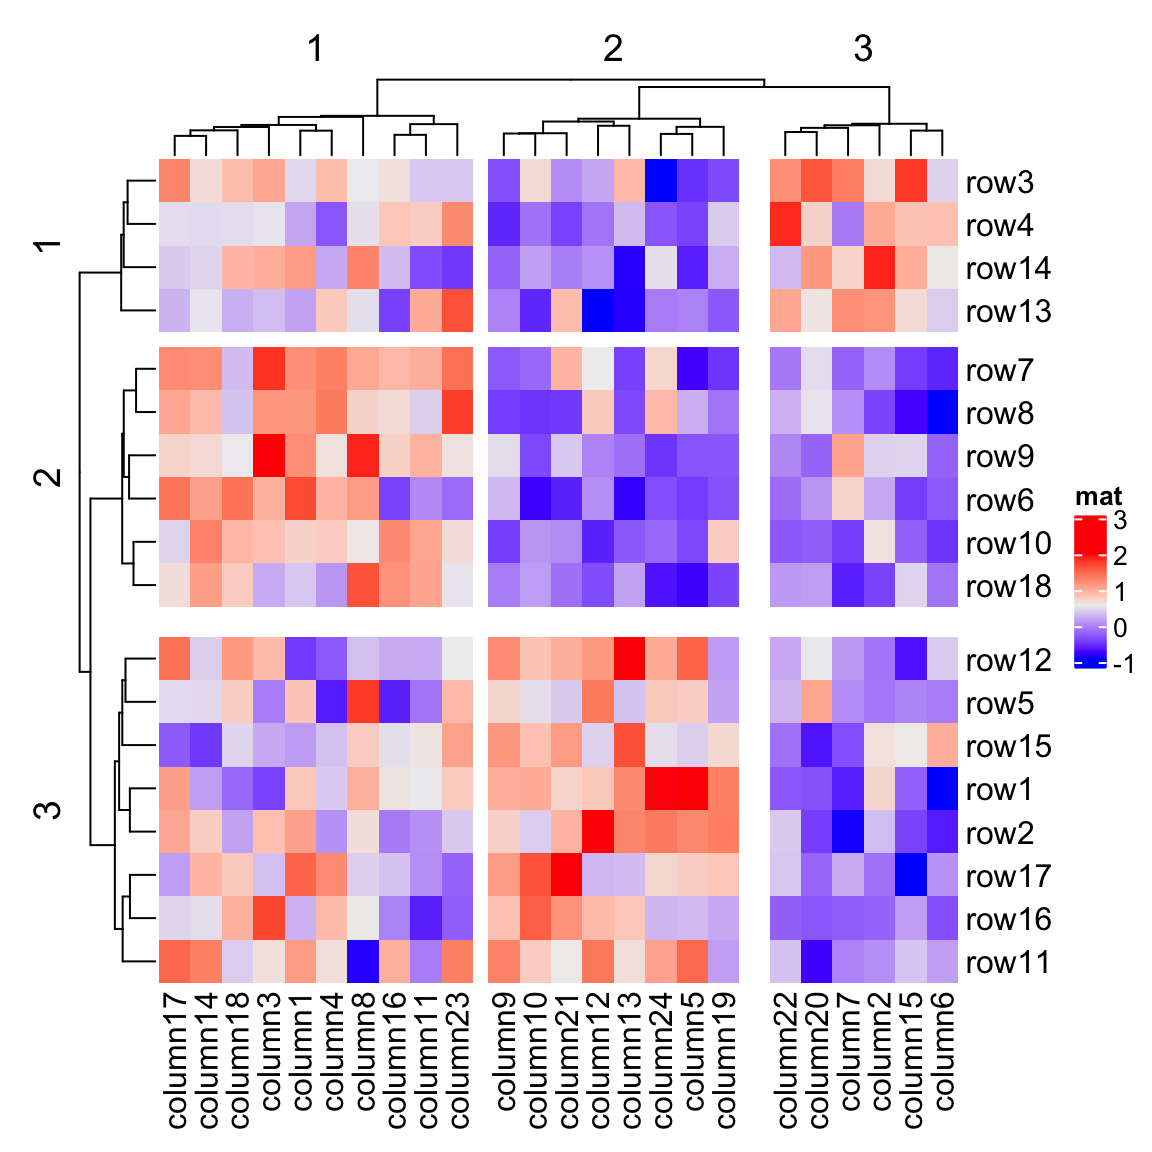 1 2 3
1
2
3
row3
row4
row14
row13
row7
row8
row9
row6
row10
row18
row12
row5
row15
row1
row2
row17
row16
row11
mat
3
2
1
0
-1
column17
column14
column18
column3
column1
column4
column8
column16
column11
column23
column9
column10
column21
column12
column13
column24
column5
column19
column22
column20
column7
column2
column15
column6